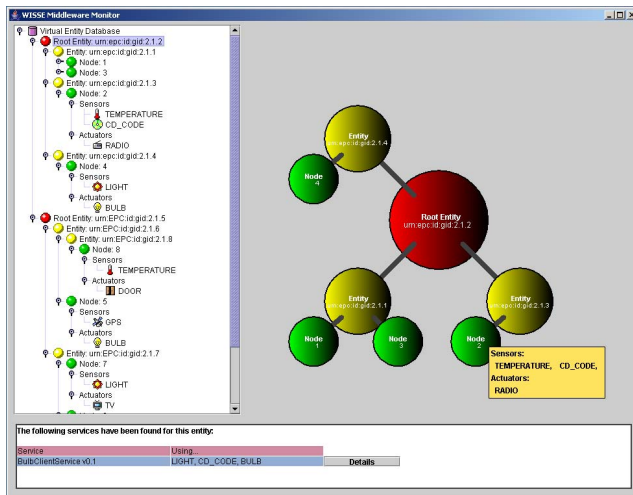 WISSE Middleware Monitor
Virtual Entity Database
Root Entity: urn:epc:id:gid:2.1.2
Entity: urn:epc:id:gid:2.1.1
Node: 1
Node: 3
Entity: urn:epc:id:gid:2.1.3
Node: 2
Sensors
TEMPERATURE
CD_CODE
Actuators
RADIO
Entity: urn:epc:id:gid:2.1.4
Node: 4
Sensors
LIGHT
Actuators
BULB
Root Entity: urn:EPC:id:gid:2.1.5
Entity: urn:EPC:id:gid:2.1.6
Entity: urn:EPC:id:gid:2.1.8
Node: 8
Sensors
TEMPERATURE
Actuators
DOOR
Node: 5
Sensors
GPS
Actuators
BULB
Entity: urn:EPC:id:gid:2.1.7
Node: 7
Sensors
LIGHT
Actuators
TV
Entity
urn:epc:id:gid:2.1.4
Node
4
Root Entity
urn:epc:id:gid:2.1.2
Entity
urn:epc:id:gid:2.1.1
Entity
urn:epc:id:gid:2.1.3
Node
1
Node
3
Node
2
Sensors:
TEMPERATURE, CD_CODE,
Actuators:
RADIO
The following services have been found for this entity:
Service Using...
BulbClientService v0.1 LIGHT, CD_CODE, BULB Details